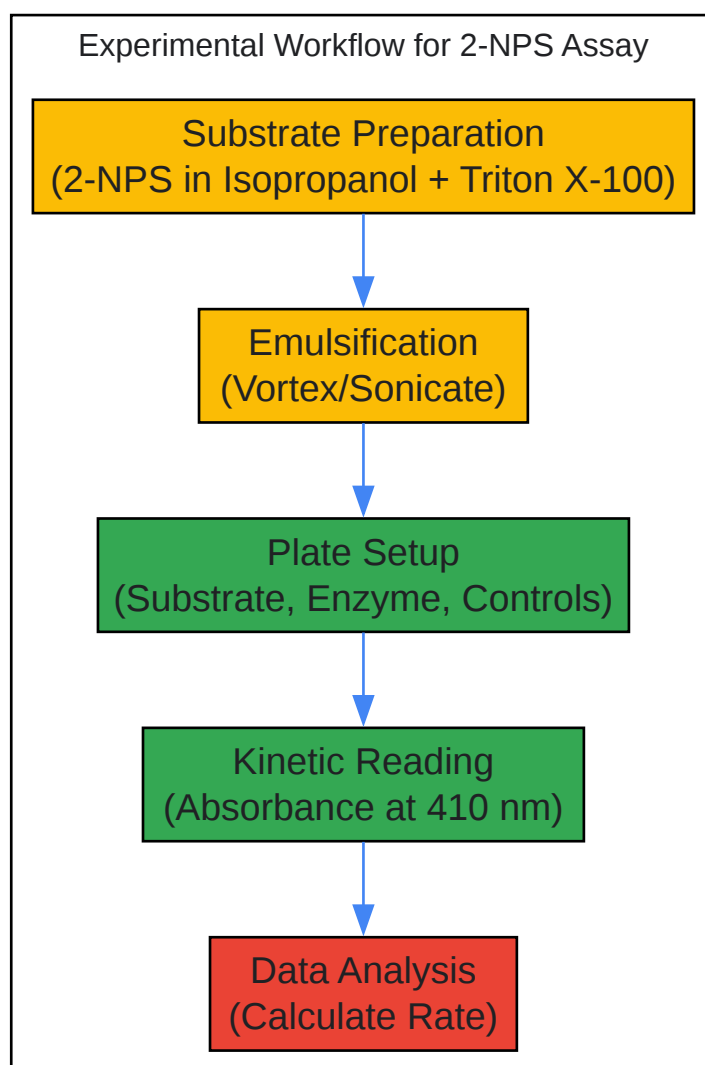 Experimental Workflow for 2-NPS Assay
Substrate Preparation
(2-NPS in Isopropanol + Triton X-100)
Emulsification
(Vortex/Sonicate)
Plate Setup
(Substrate, Enzyme, Controls)
Kinetic Reading
(Absorbance at 410 nm)
Data Analysis
(Calculate Rate)